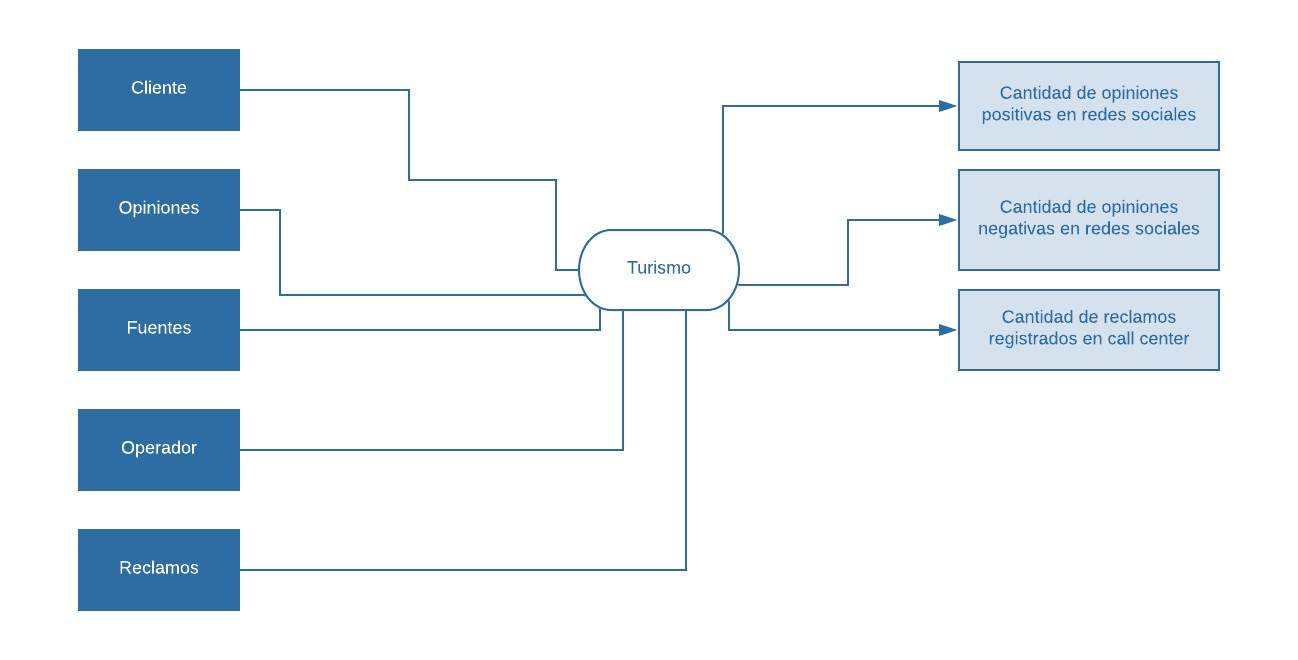 Cliente
Opiniones
Fuentes
Operador
Reclamos
Turismo
Cantidad de opiniones
positivas en redes sociales
Cantidad de opiniones
negativas en redes sociales
Cantidad de reclamos
registrados en call center